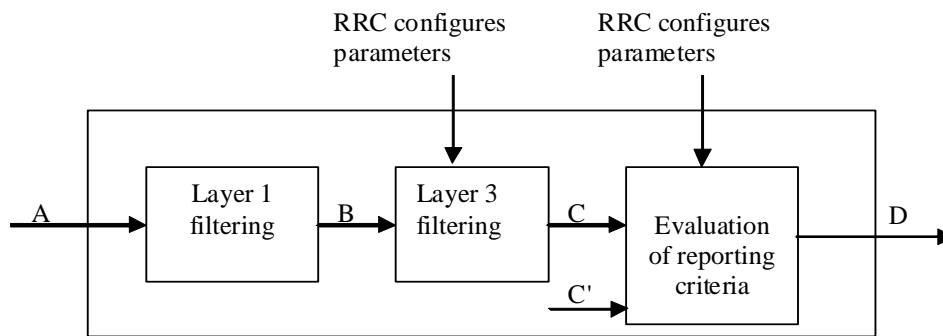 RRC configures
parameters
RRC configures
parameters
Layer 1
filtering
Layer 3
filtering
Evaluation
of reporting
criteria
A
B
C
C'
D